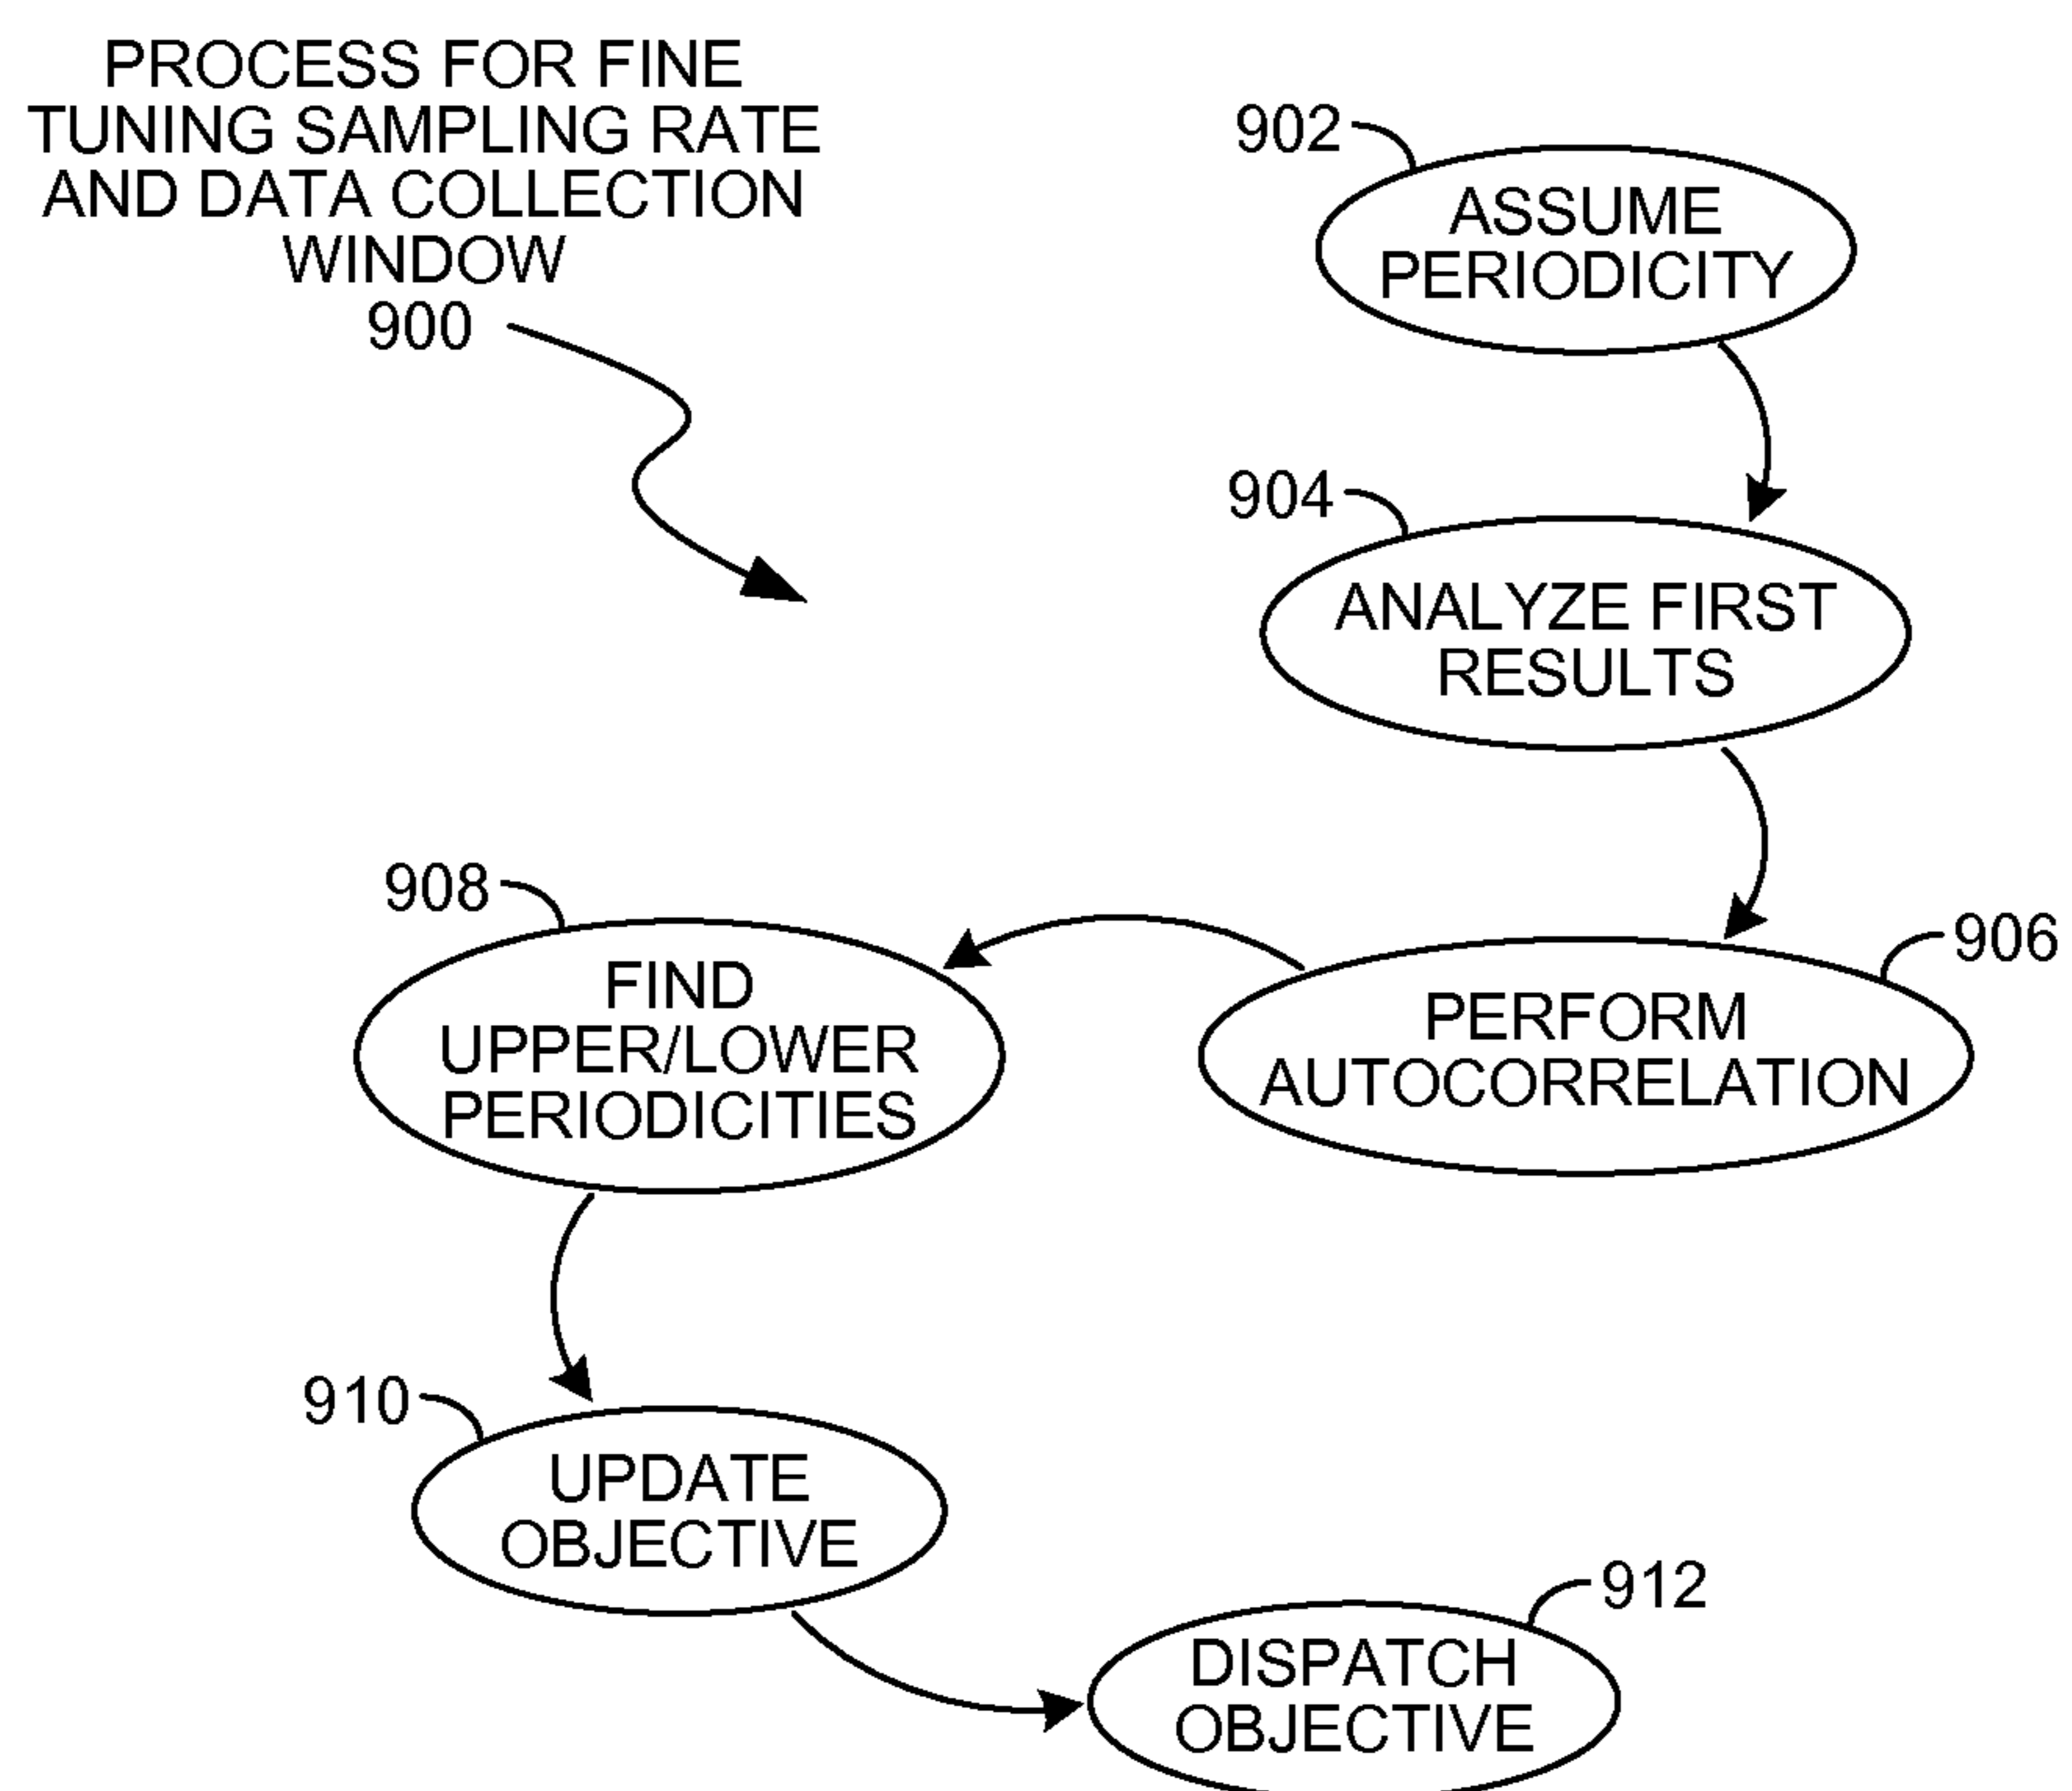 PROCESS FOR FINE
TUNING SAMPLING RATE
AND DATA COLLECTION
WINDOW
900
902
ASSUME
PERIODICITY
904
ANALYZE FIRST
RESULTS
906
PERFORM
AUTOCORRELATION
908
FIND
UPPER/LOWER
PERIODICITIES
910
UPDATE
OBJECTIVE
912
DISPATCH
OBJECTIVE